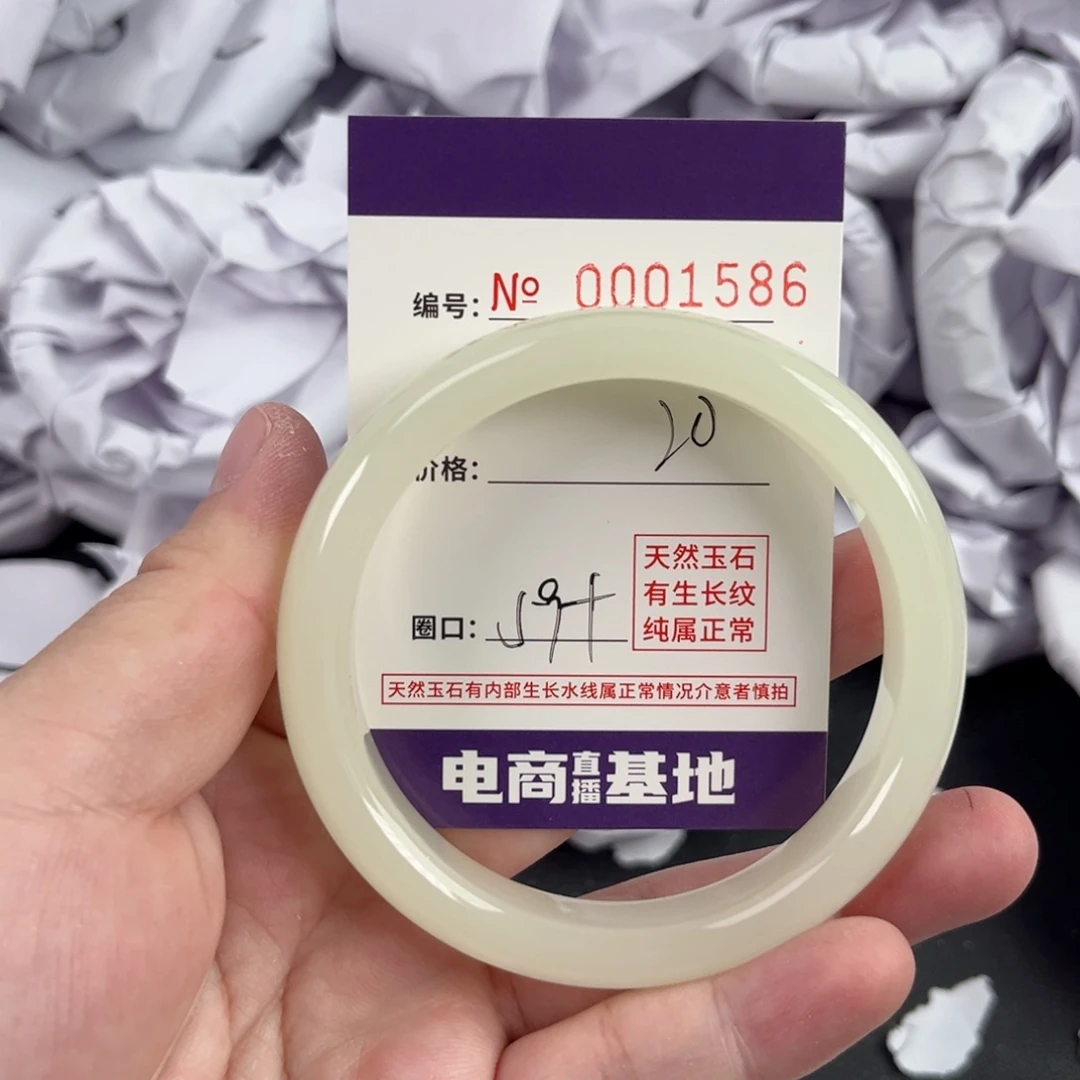 编号: № 0001586
价格: 20
天然玉石
有生长纹
纯属正常
圈口: 59+
天然玉石有内部生长水线属正常情况介意者慎拍
电商直播基地